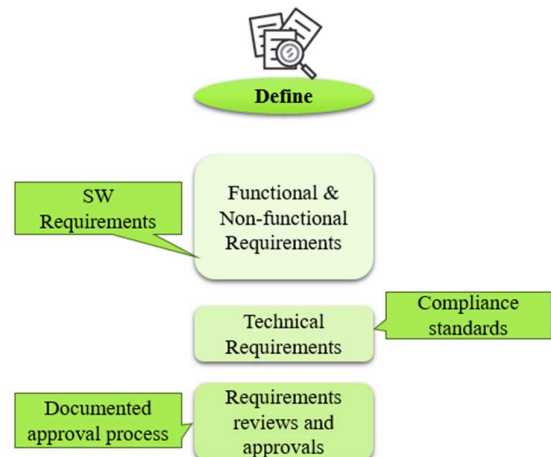 Define
SW
Requirements
Functional &
Non-functional
Requirements
Technical
Requirements
Compliance
standards
Documented
approval process
Requirements
reviews and
approvals